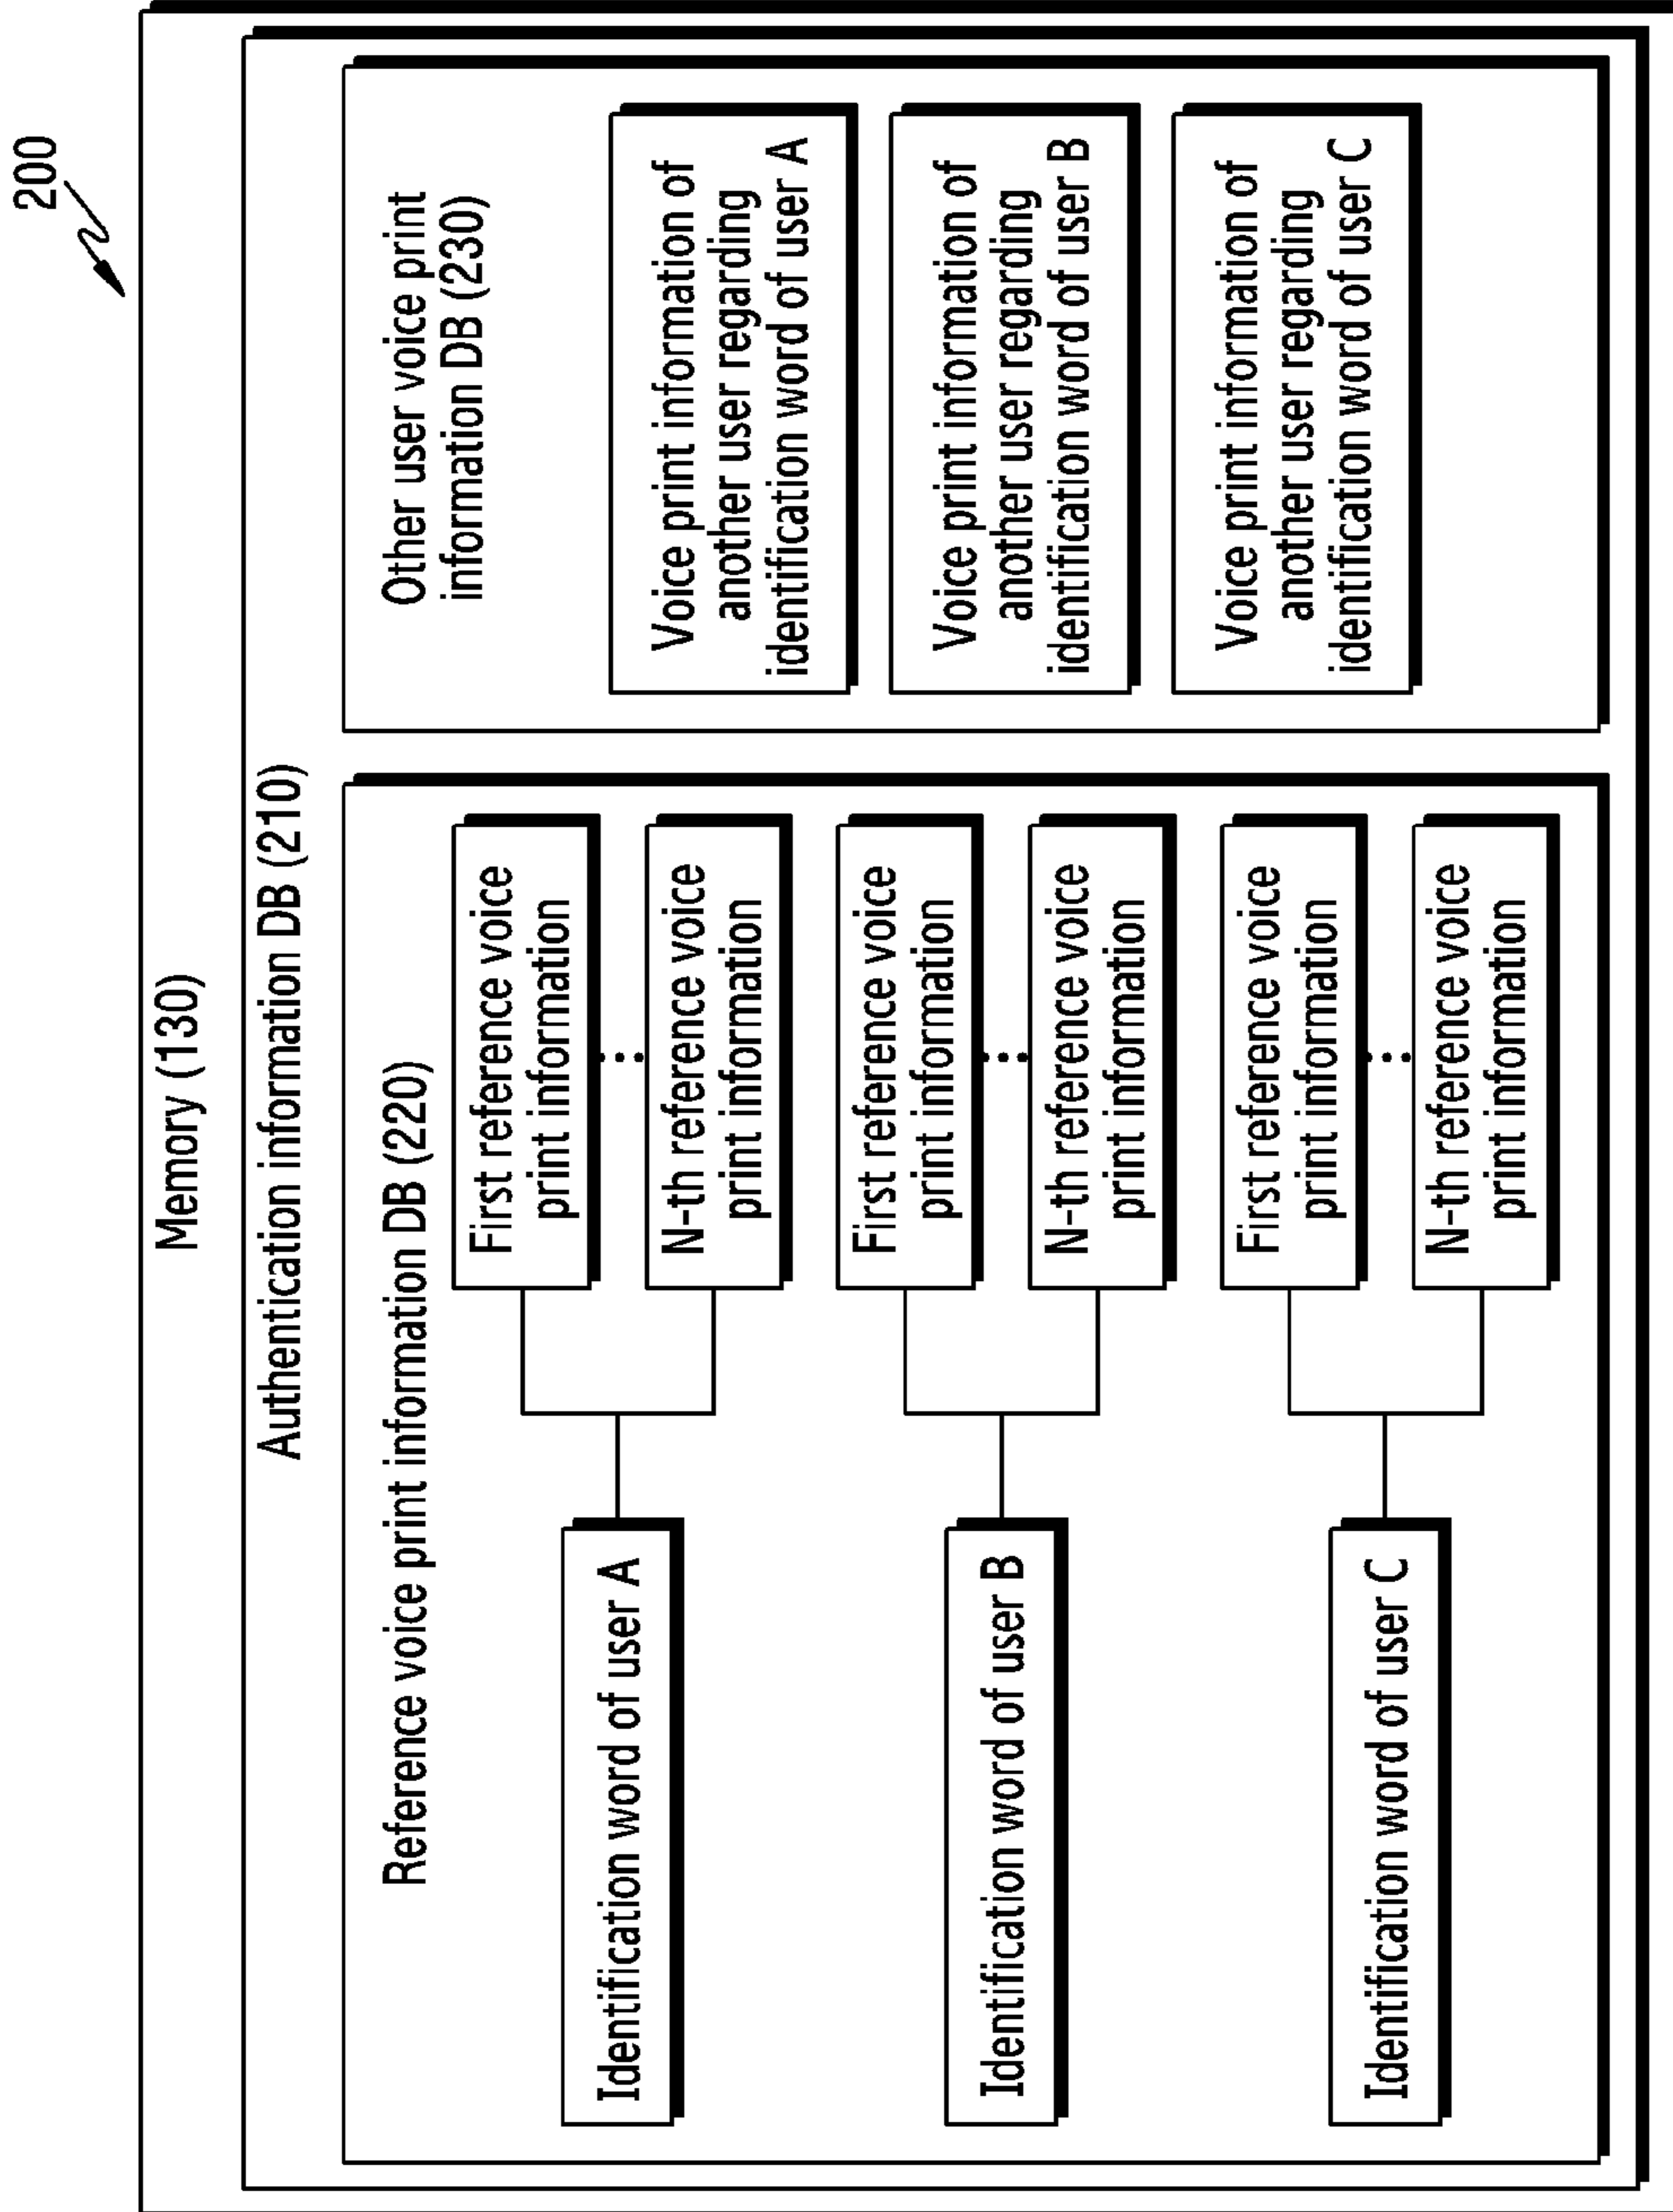 200
Memory (130)
Authentication information DB (210)
Reference voice print information DB (220)
Identification word of user A
First reference voice
print information
N-th reference voice
print information
Identification word of user B
First reference voice
print information
N-th reference voice
print information
Identification word of user C
First reference voice
print information
N-th reference voice
print information
Other user voice print
information DB (230)
Voice print information of
another user regarding
identification word of user A
Voice print information of
another user regarding
identification word of user B
Voice print information of
another user regarding
identification word of user C